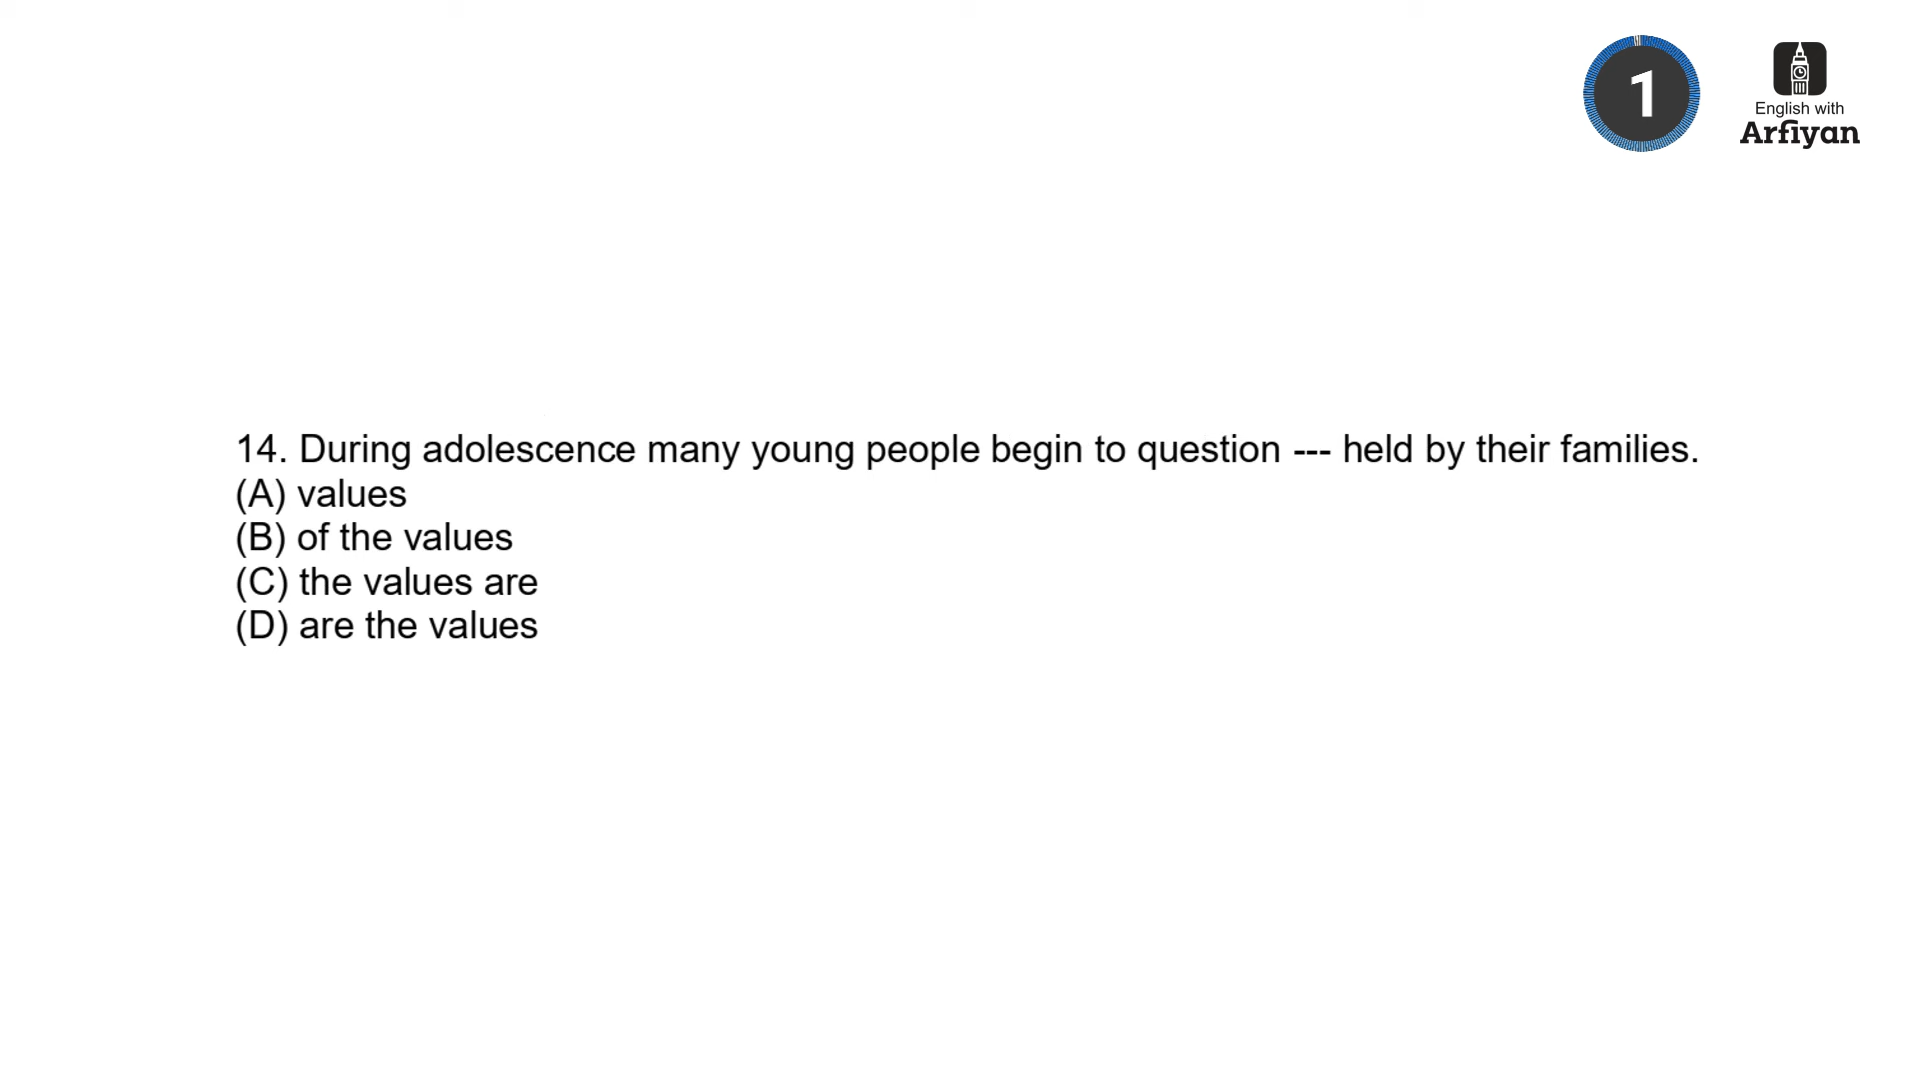 1
English with
Arfiyan
14. During adolescence many young people begin to question --- held by their families.
(A) values
(B) of the values
(C) the values are
(D) are the values